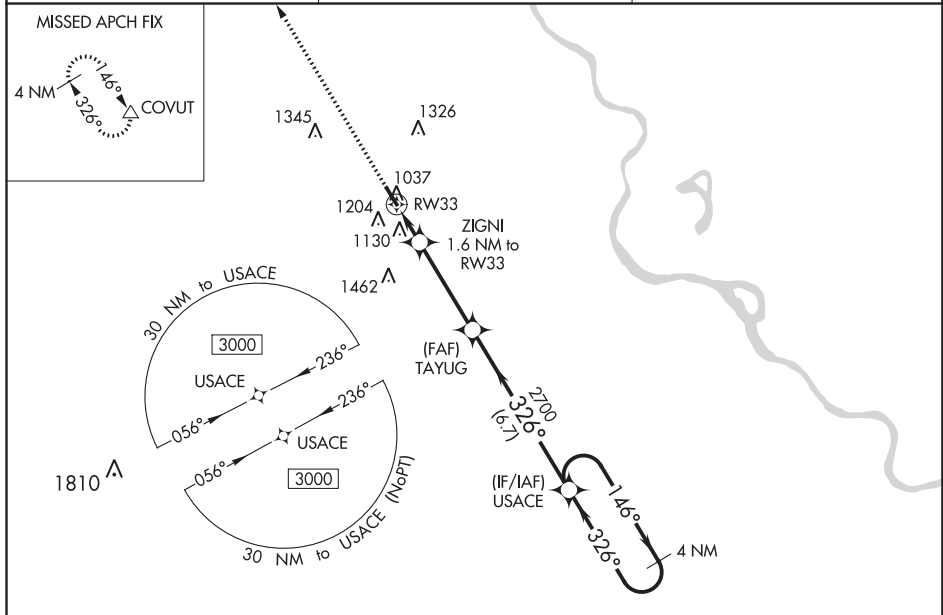 MISSED APCH FIX
4 NM
146°
326°
COVUT
1345
1326
1037
RW33
1204
1130
ZIGNI
1.6 NM to
RW33
1462
30 NM to USACE
3000
236°
USACE
056°
(FAF)
TAYUG
2700
326°
(6.7)
236°
USACE
056°
3000
30 NM to USACE (NoPT)
1810
(IF/IAF)
USACE
146°
326°
4 NM